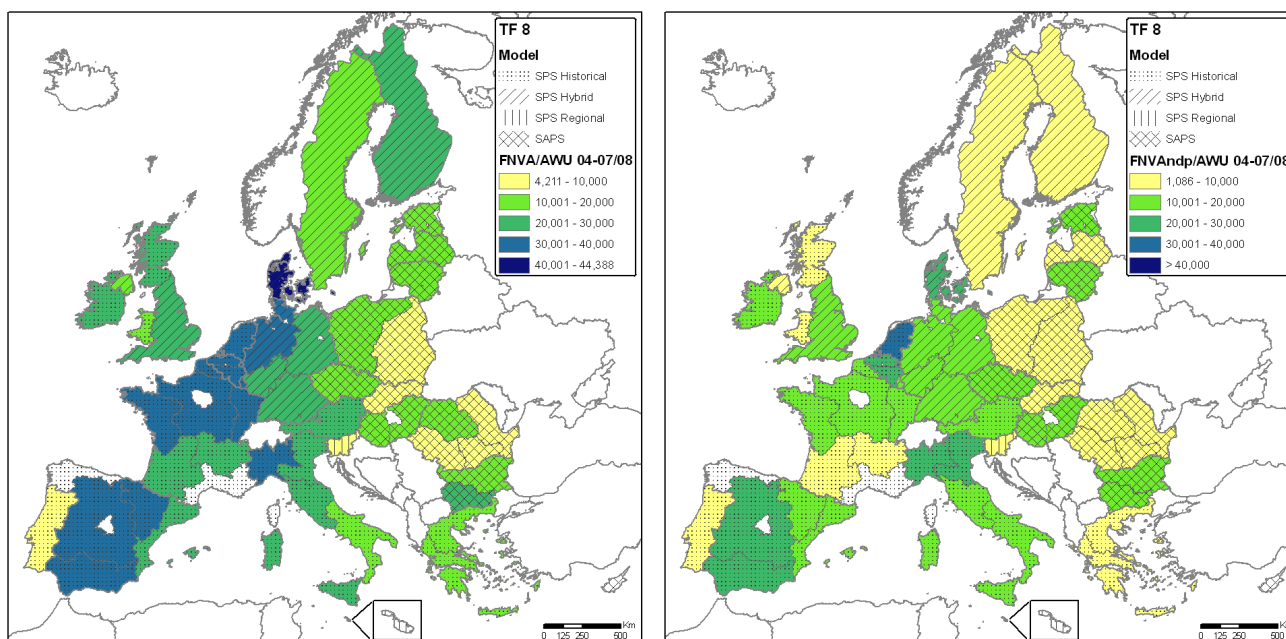 TF 8
Model
SPS Historical
SPS Hybrid
SPS Regional
SAPS
FNVA/AWU 04-07/08
4,211 - 10,000
10,001 - 20,000
20,001 - 30,000
30,001 - 40,000
40,001 - 44,388
Km
0 125 250 500
TF 8
Model
SPS Historical
SPS Hybrid
SPS Regional
SAPS
FNVAndp/AWU 04-07/08
1,086 - 10,000
10,001 - 20,000
20,001 - 30,000
30,001 - 40,000
> 40,000
0 125 250 500